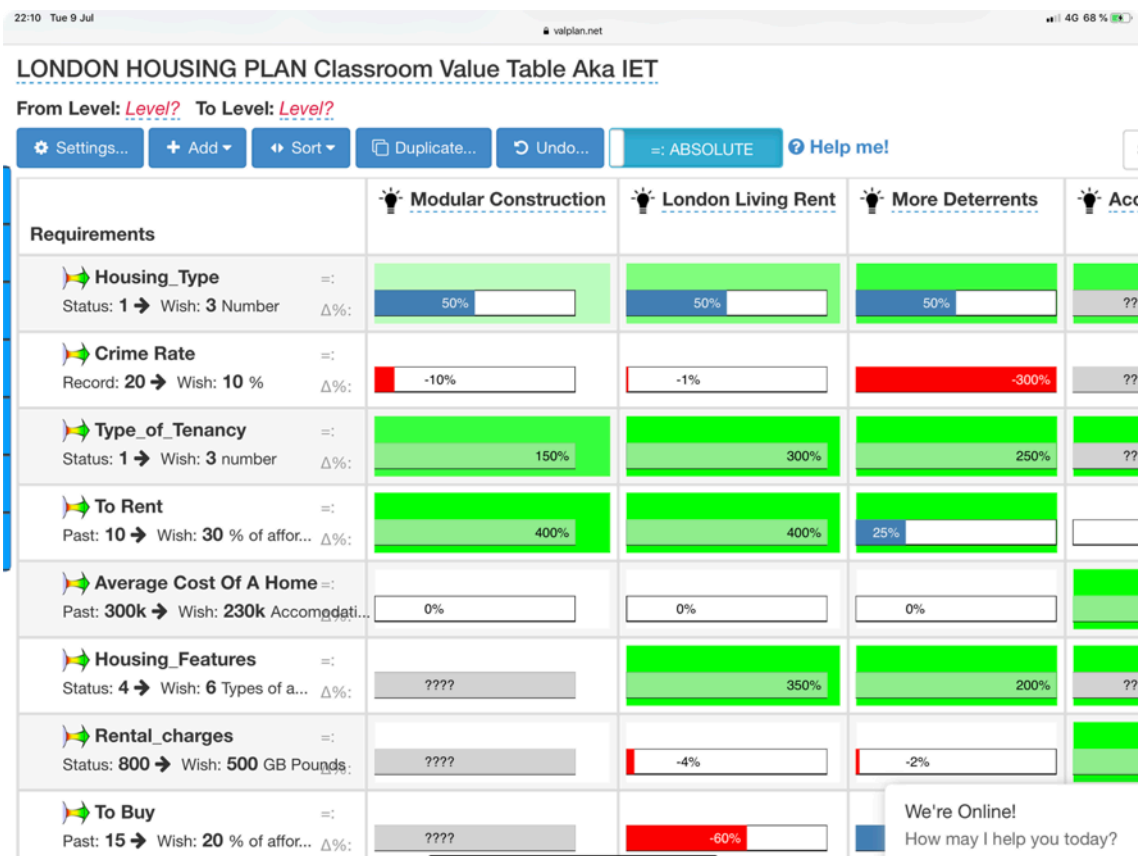 22:10 Tue 9 Jul
4G 68 %
valplan.net
LONDON HOUSING PLAN Classroom Value Table Aka IET
From Level: Level? To Level: Level?
Settings... + Add Sort Duplicate... Undo... =: ABSOLUTE Help me!
Requirements Modular Construction London Living Rent More Deterrents Acc
Housing_Type =:
Status: 1 → Wish: 3 Number Δ%: 50% 50% 50% ??
Crime Rate =:
Record: 20 → Wish: 10 % Δ%: -10% -1% -300% ??
Type_of_Tenancy =:
Status: 1 → Wish: 3 number Δ%: 150% 300% 250% ??
To Rent =:
Past: 10 → Wish: 30 % of affor... Δ%: 400% 400% 25%
Average Cost Of A Home =:
Past: 300k → Wish: 230k Accomodati... Δ%: 0% 0% 0%
Housing_Features =:
Status: 4 → Wish: 6 Types of a... Δ%: ???? 350% 200% ??
Rental_charges =:
Status: 800 → Wish: 500 GB Pounds Δ%: ???? -4% -2%
To Buy =:
Past: 15 → Wish: 20 % of affor... Δ%: ???? -60%
We're Online!
How may I help you today?